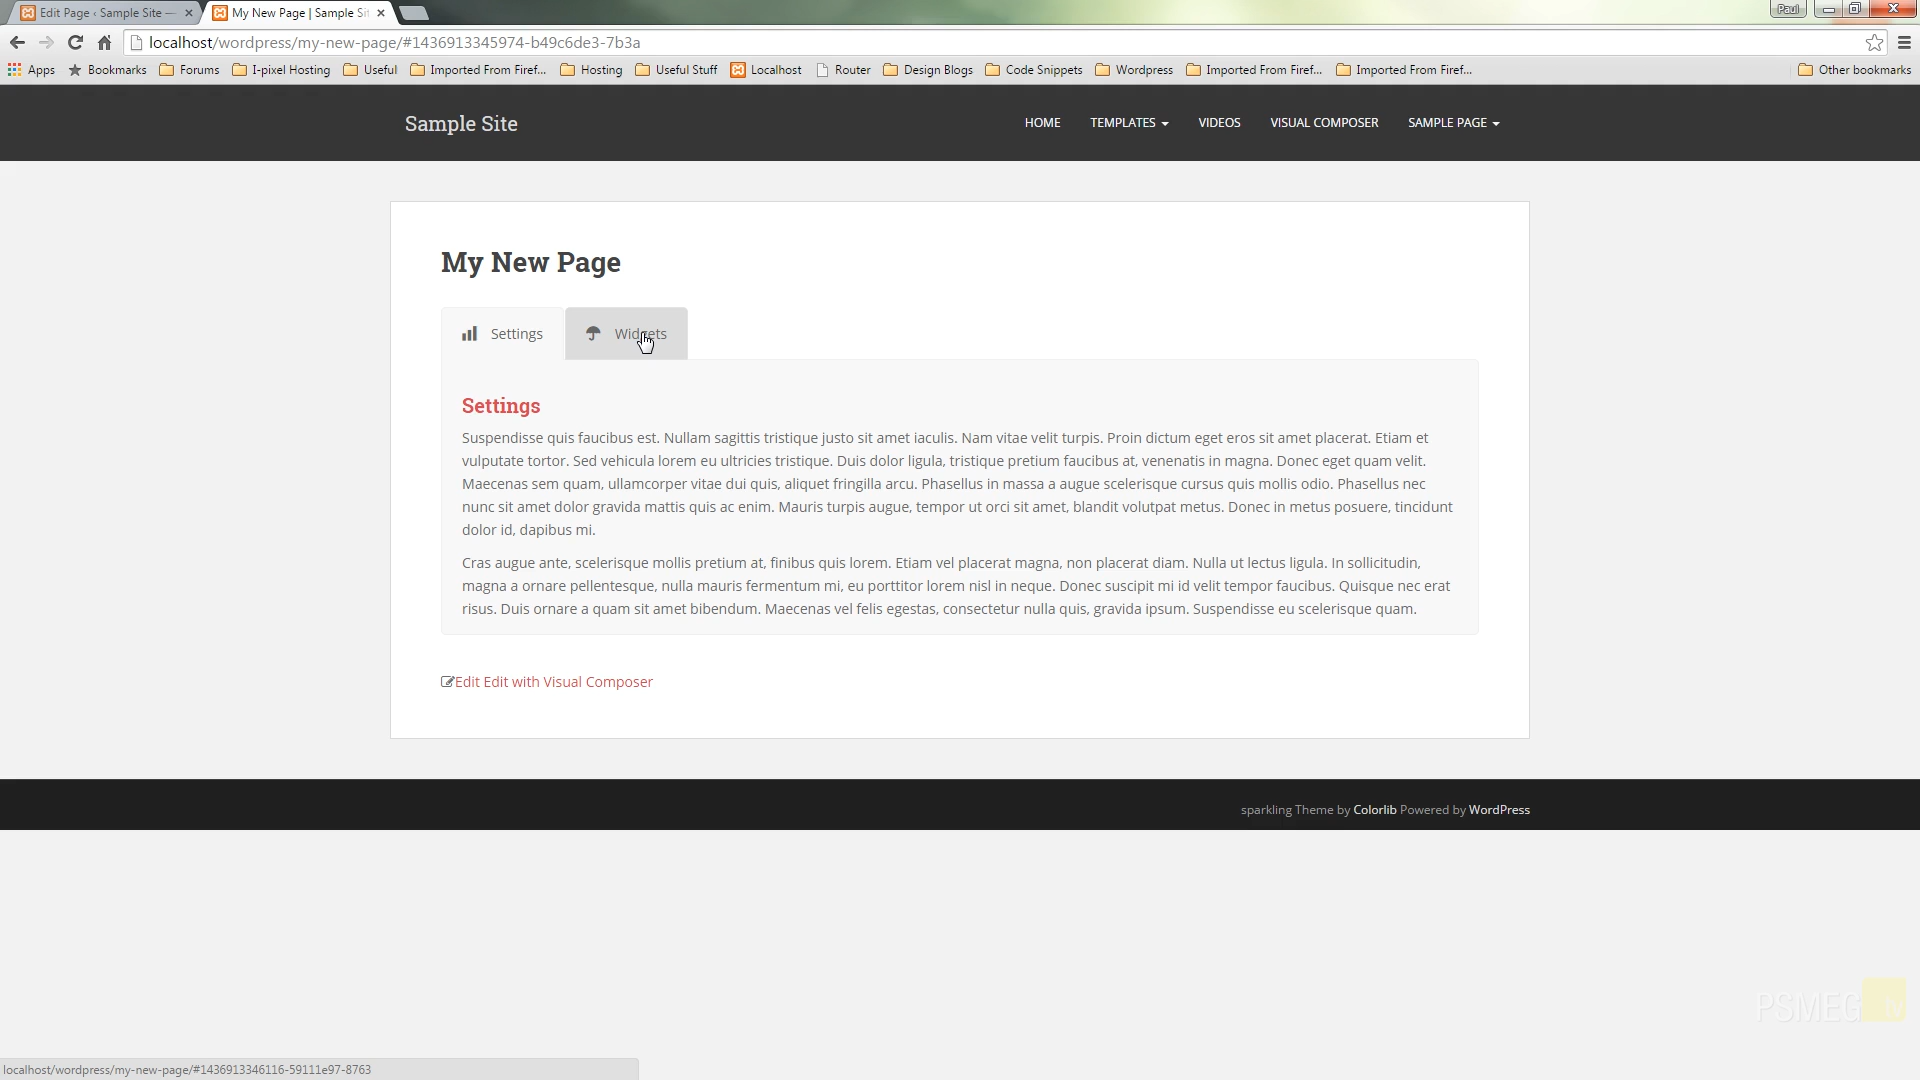 Edit Page ‹ Sample Site —
My New Page | Sample Sit
Paul
localhost/wordpress/my-new-page/#1436913345974-b49c6de3-7b3a
Apps Bookmarks Forums I-pixel Hosting Useful Imported From Firef... Hosting Useful Stuff Localhost Router Design Blogs Code Snippets Wordpress Imported From Firef... Imported From Firef... Other bookmarks
Sample Site
HOME TEMPLATES VIDEOS VISUAL COMPOSER SAMPLE PAGE
My New Page
Settings Widgets
Settings
Suspendisse quis faucibus est. Nullam sagittis tristique justo sit amet iaculis. Nam vitae velit turpis. Proin dictum eget eros sit amet placerat. Etiam et
vulputate tortor. Sed vehicula lorem eu ultricies tristique. Duis dolor ligula, tristique pretium faucibus at, venenatis in magna. Donec eget quam velit.
Maecenas sem quam, ullamcorper vitae dui quis, aliquet fringilla arcu. Phasellus in massa a augue scelerisque cursus quis mollis odio. Phasellus nec
nunc sit amet dolor gravida mattis quis ac enim. Mauris turpis augue, tempor ut orci sit amet, blandit volutpat metus. Donec in metus posuere, tincidunt
dolor id, dapibus mi.
Cras augue ante, scelerisque mollis pretium at, finibus quis lorem. Etiam vel placerat magna, non placerat diam. Nulla ut lectus ligula. In sollicitudin,
magna a ornare pellentesque, nulla mauris fermentum mi, eu porttitor lorem nisl in neque. Donec suscipit mi id velit tempor faucibus. Quisque nec erat
risus. Duis ornare a quam sit amet bibendum. Maecenas vel felis egestas, consectetur nulla quis, gravida ipsum. Suspendisse eu scelerisque quam.
Edit Edit with Visual Composer
sparkling Theme by Colorlib Powered by WordPress
PSMEG
localhost/wordpress/my-new-page/#1436913346116-59111e97-8763